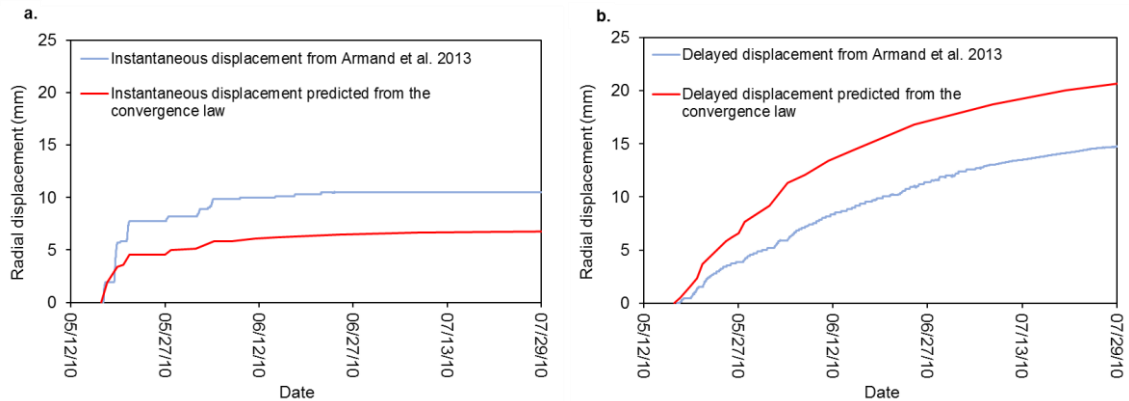 a.
25
20
15
10
5
0
Radial displacement (mm)
Instantaneous displacement from Armand et al. 2013
Instantaneous displacement predicted from the
convergence law
05/12/10
05/27/10
06/12/10
06/27/10
07/13/10
07/29/10
Date
b.
25
20
15
10
5
0
Radial displacement (mm)
Delayed displacement from Armand et al. 2013
Delayed displacement predicted from the
convergence law
05/12/10
05/27/10
06/12/10
06/27/10
07/13/10
07/29/10
Date